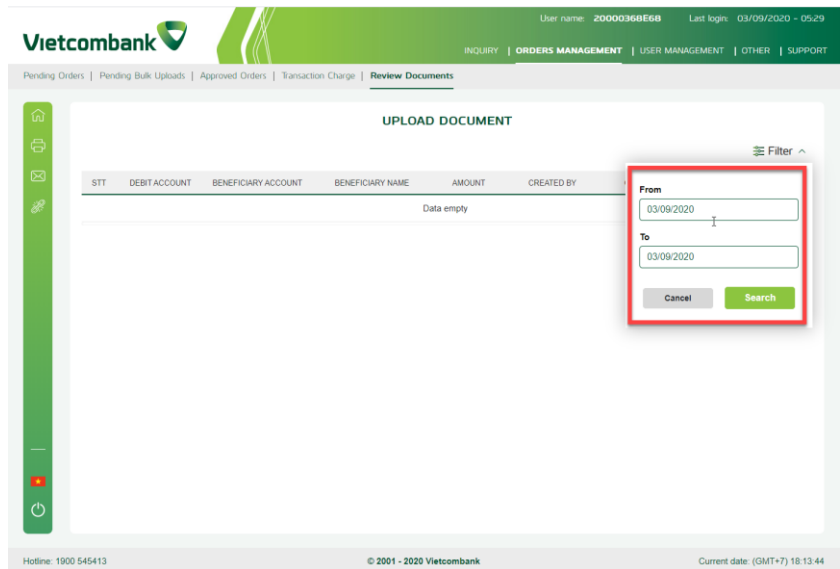 User name: 20000368E68 Last login: 03/09/2020 - 05:29
Vietcombank
INQUIRY | ORDERS MANAGEMENT | USER MANAGEMENT | OTHER | SUPPORT
Pending Orders | Pending Bulk Uploads | Approved Orders | Transaction Charge | Review Documents
UPLOAD DOCUMENT
Filter
STT DEBIT ACCOUNT BENEFICIARY ACCOUNT BENEFICIARY NAME AMOUNT CREATED BY
Data empty
From
03/09/2020
To
03/09/2020
Cancel Search
Hotline: 1900 545413 © 2001 - 2020 Vietcombank Current date: (GMT+7) 18:13:44